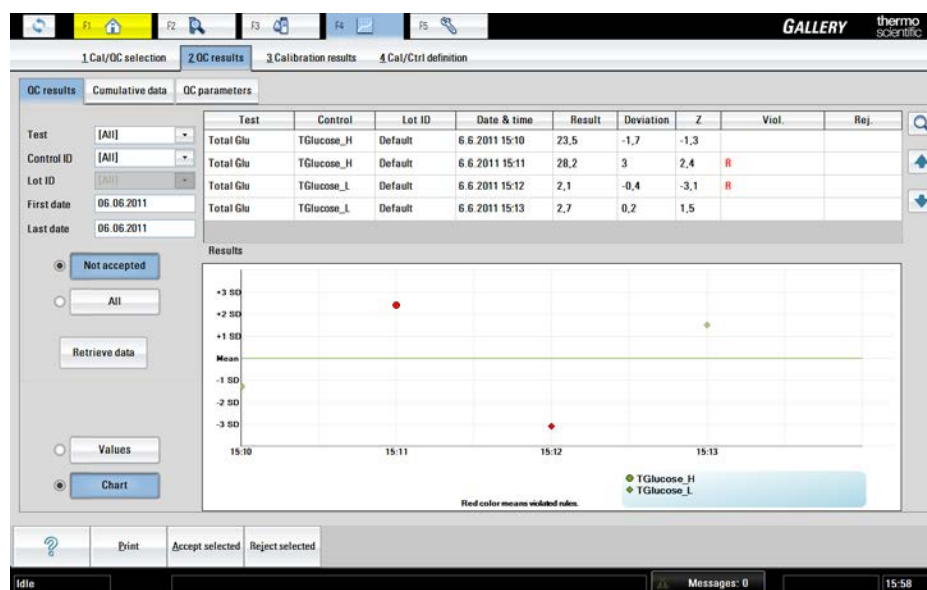 F1 F2 F3 F4 F5 GALLERY thermo
scientific
1 Cal/QC selection 2 QC results 3 Calibration results 4 Cal/Ctrl definition
QC results Cumulative data QC parameters
Test [All]
Control ID [All]
Lot ID [All]
First date 06.06.2011
Last date 06.06.2011
Not accepted
All
Retrieve data
Values
Chart
Test Control Lot ID Date & time Result Deviation Z Viol. Rej.
Total Glu TGlucose_H Default 6.6.2011 15:10 23,5 -1,7 -1,3
Total Glu TGlucose_H Default 6.6.2011 15:11 28,2 3 2,4 R
Total Glu TGlucose_L Default 6.6.2011 15:12 2,1 -0,4 -3,1 R
Total Glu TGlucose_L Default 6.6.2011 15:13 2,7 0,2 1,5
Results
+3 SD
+2 SD
+1 SD
Mean
-1 SD
-2 SD
-3 SD
15:10 15:11 15:12 15:13
TGlucose_H
TGlucose_L
Red color means violated rules.
? Print Accept selected Reject selected
Idle Messages: 0 15:58